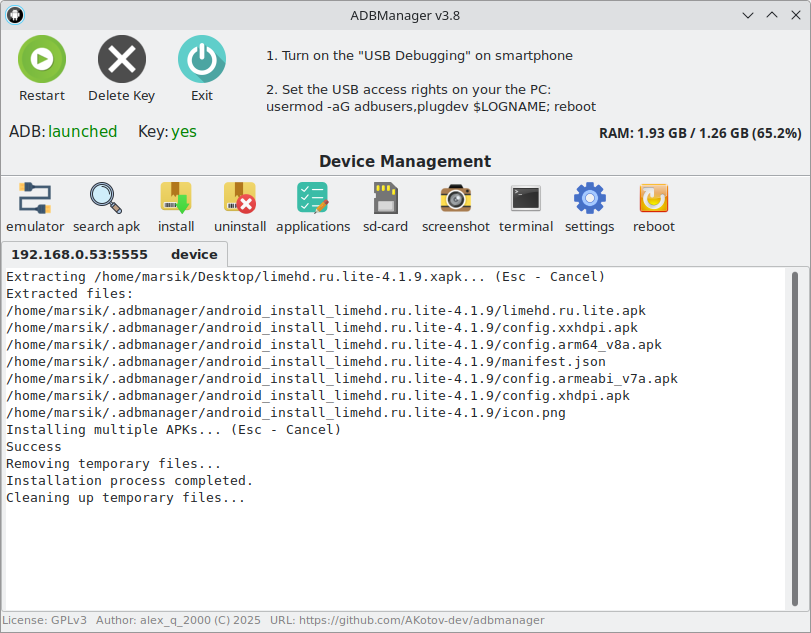 ADBManager v3.8
1. Turn on the "USB Debugging" on smartphone
2. Set the USB access rights on your the PC:
usermod -aG adbusers,plugdev $LOGNAME; reboot
Restart Delete Key Exit
ADB: launched Key: yes RAM: 1.93 GB / 1.26 GB (65.2%)
Device Management
emulator search apk install uninstall applications sd-card screenshot terminal settings reboot
192.168.0.53:5555 device
Extracting /home/marsik/Desktop/limehd.ru.lite-4.1.9.xapk... (Esc - Cancel)
Extracted files:
/home/marsik/.adbmanager/android_install_limehd.ru.lite-4.1.9/limehd.ru.lite.apk
/home/marsik/.adbmanager/android_install_limehd.ru.lite-4.1.9/config.xxhdpi.apk
/home/marsik/.adbmanager/android_install_limehd.ru.lite-4.1.9/config.arm64_v8a.apk
/home/marsik/.adbmanager/android_install_limehd.ru.lite-4.1.9/manifest.json
/home/marsik/.adbmanager/android_install_limehd.ru.lite-4.1.9/config.armeabi_v7a.apk
/home/marsik/.adbmanager/android_install_limehd.ru.lite-4.1.9/config.xhdpi.apk
/home/marsik/.adbmanager/android_install_limehd.ru.lite-4.1.9/icon.png
Installing multiple APKs... (Esc - Cancel)
Success
Removing temporary files...
Installation process completed.
Cleaning up temporary files...
License: GPLv3 Author: alex_q_2000 (C) 2025 URL: https://github.com/AKotov-dev/adbmanager